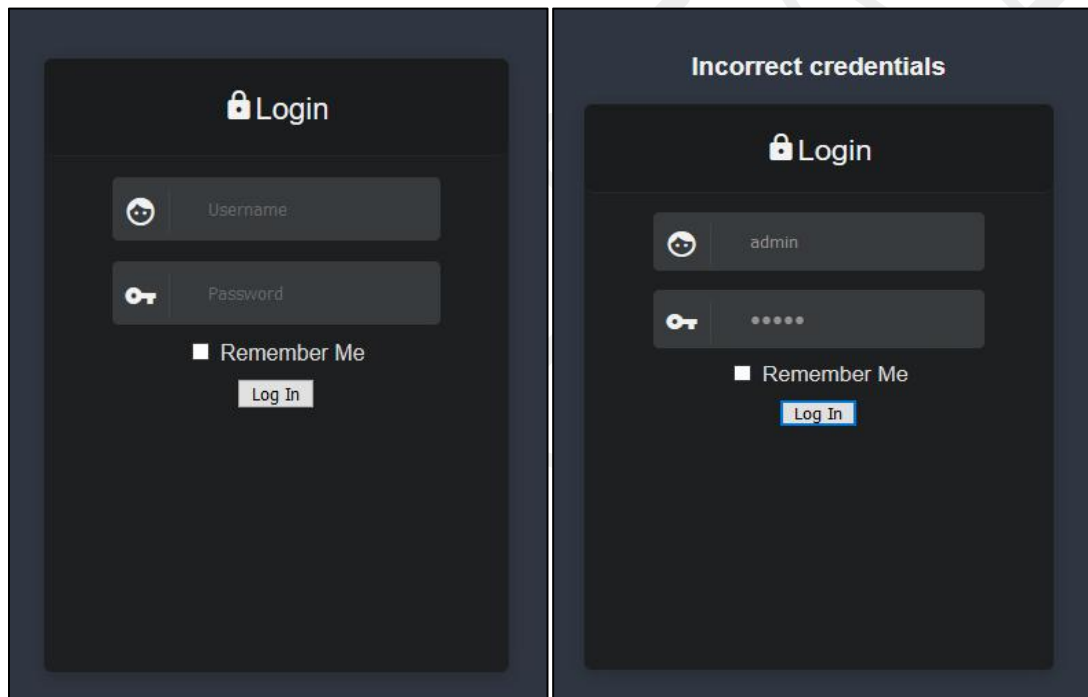 Login
Username
Password
Remember Me
Log In
Incorrect credentials
Login
admin
•••••
Remember Me
Log In